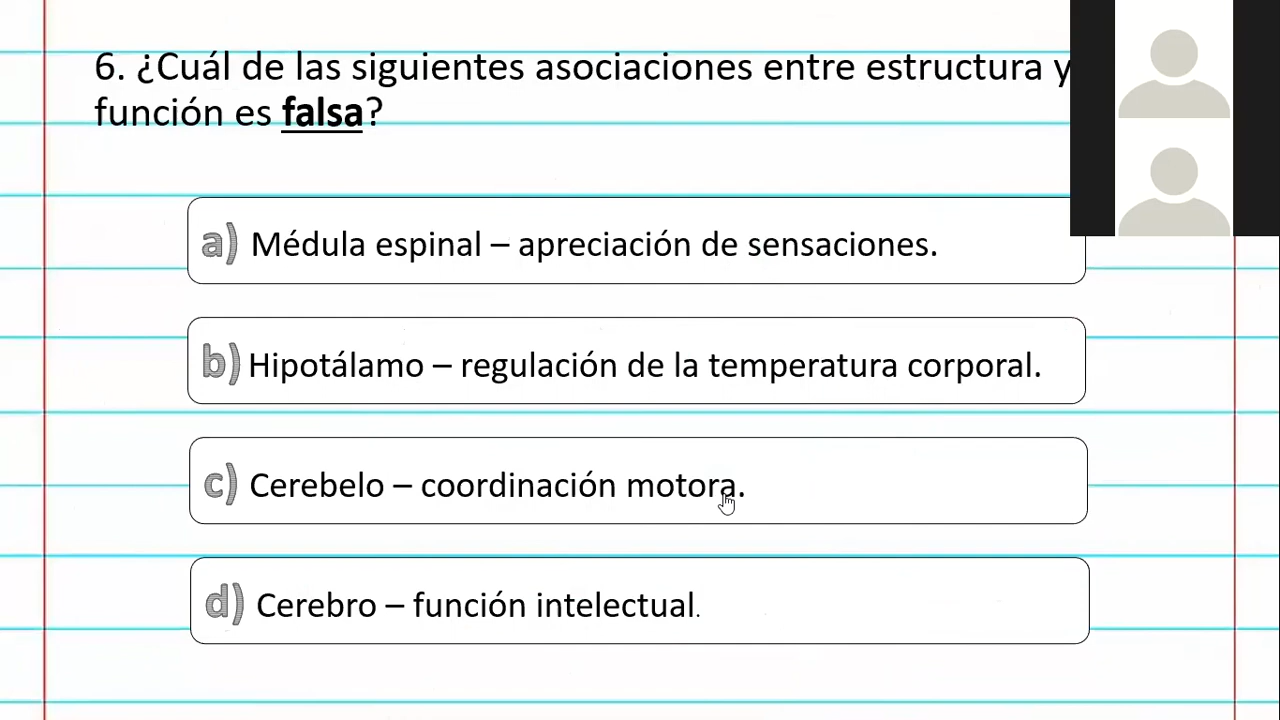 6. ¿Cuál de las siguientes asociaciones entre estructura y
función es falsa?
a) Médula espinal – apreciación de sensaciones.
b) Hipotálamo – regulación de la temperatura corporal.
c) Cerebelo – coordinación motora.
d) Cerebro – función intelectual.